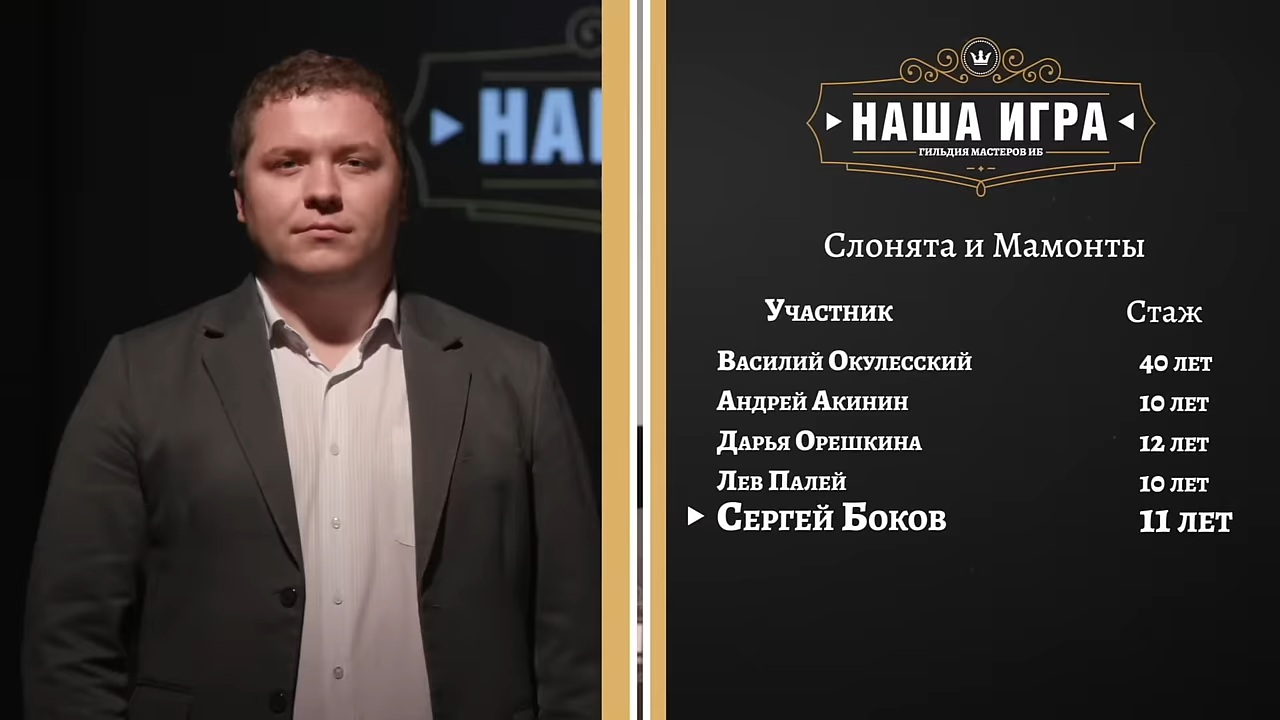 НАШ
НАША ИГРА
ГИЛЬДИЯ МАСТЕРОВ ИБ
Слонята и Мамонты
Участник Стаж
Василий Окулесский 40 лет
Андрей Акинин 10 лет
Дарья Орешкина 12 лет
Лев Палей 10 лет
Сергей Боков 11 лет